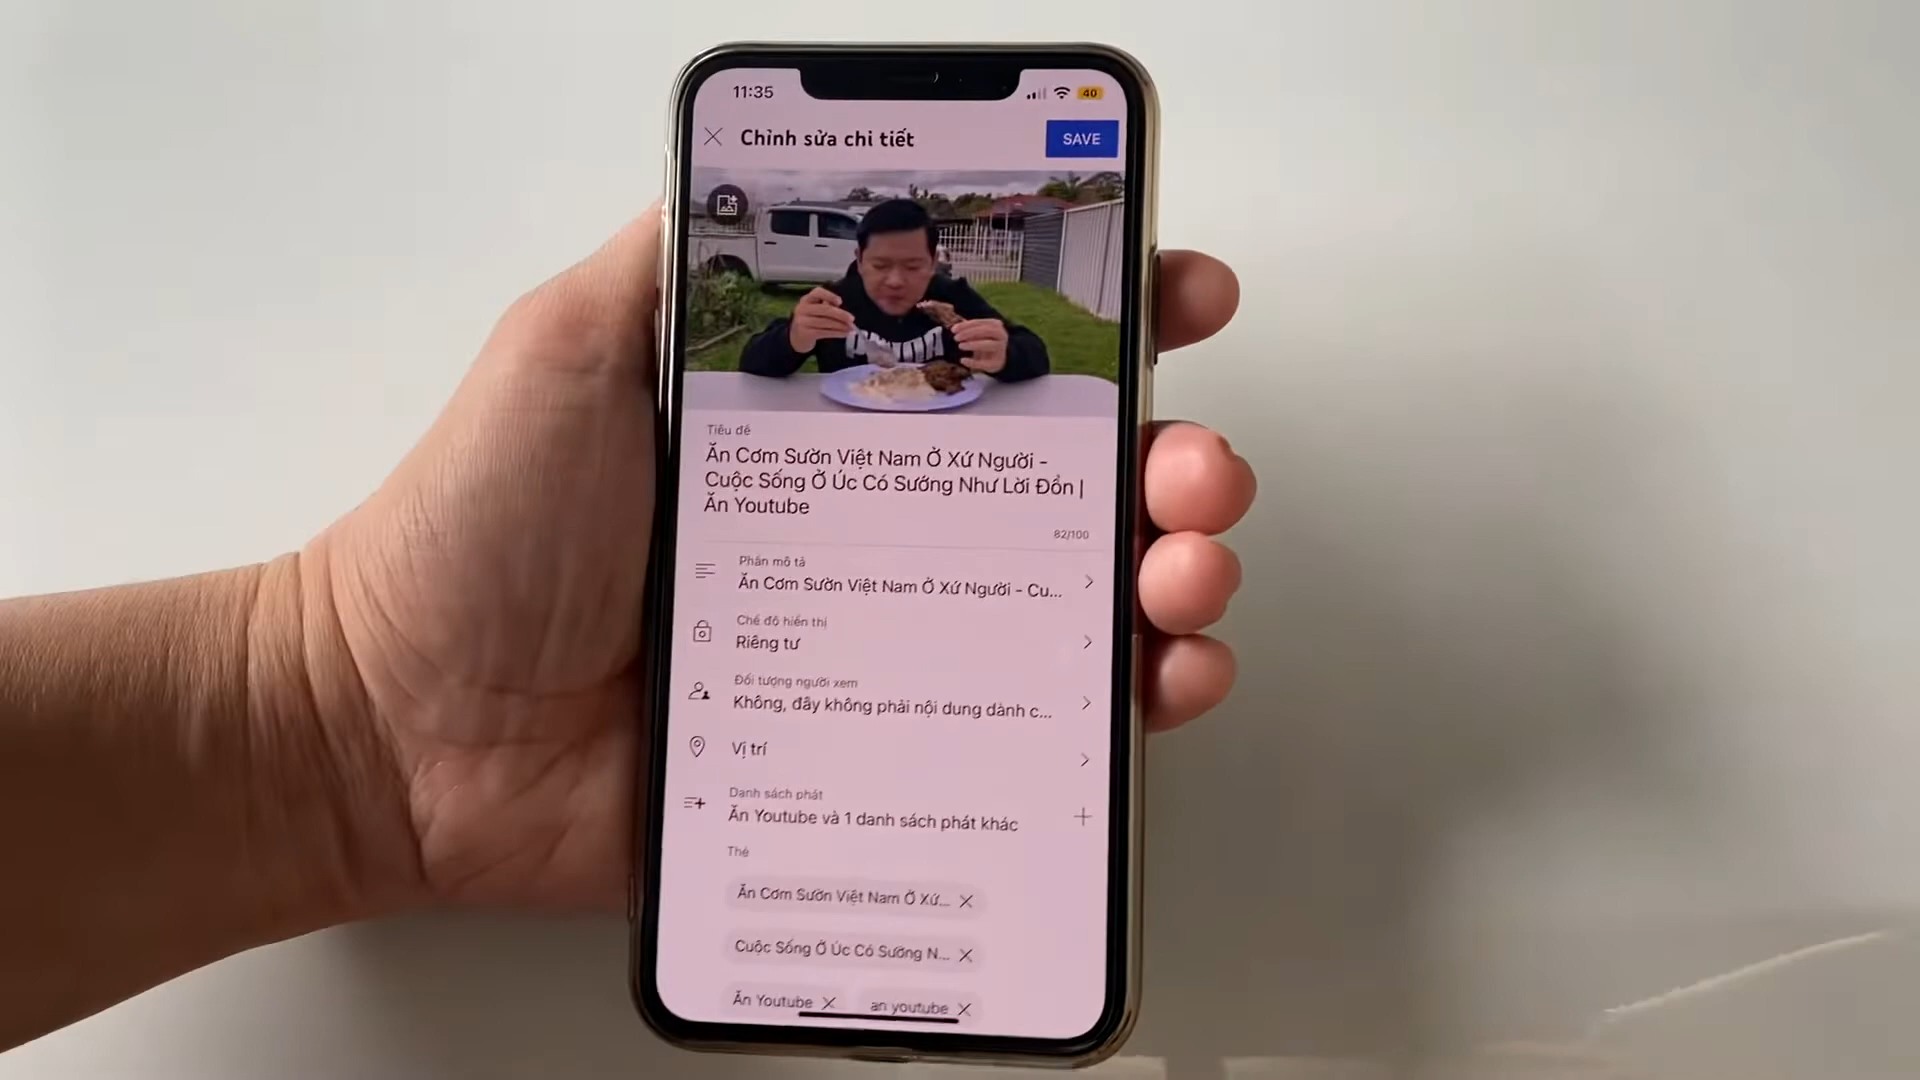 11:35
40
Chỉnh sửa chi tiết
SAVE
Tiêu đề
Ăn Cơm Sườn Việt Nam Ở Xứ Người -
Cuộc Sống Ở Úc Có Sướng Như Lời Đồn |
Ăn Youtube
82/100
Phần mô tả
Ăn Cơm Sườn Việt Nam Ở Xứ Người - Cu...
Chế độ hiển thị
Riêng tư
Đối tượng người xem
Không, đây không phải nội dung dành c...
Vị trí
Danh sách phát
Ăn Youtube và 1 danh sách phát khác
Thẻ
Ăn Cơm Sườn Việt Nam Ở Xứ...
Cuộc Sống Ở Úc Có Sướng N...
Ăn Youtube
an youtube